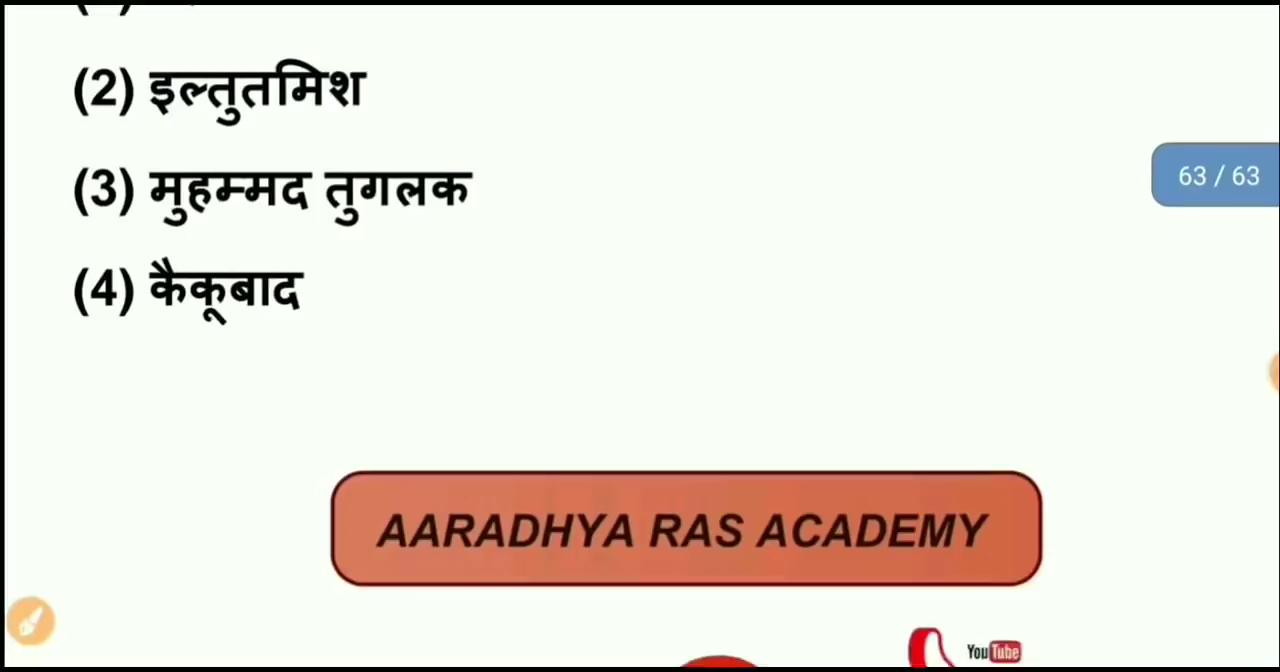 (2) इल्तुतमिश
(3) मुहम्मद तुगलक
63 / 63
(4) कैकूबाद
AARADHYA RAS ACADEMY
YouTube